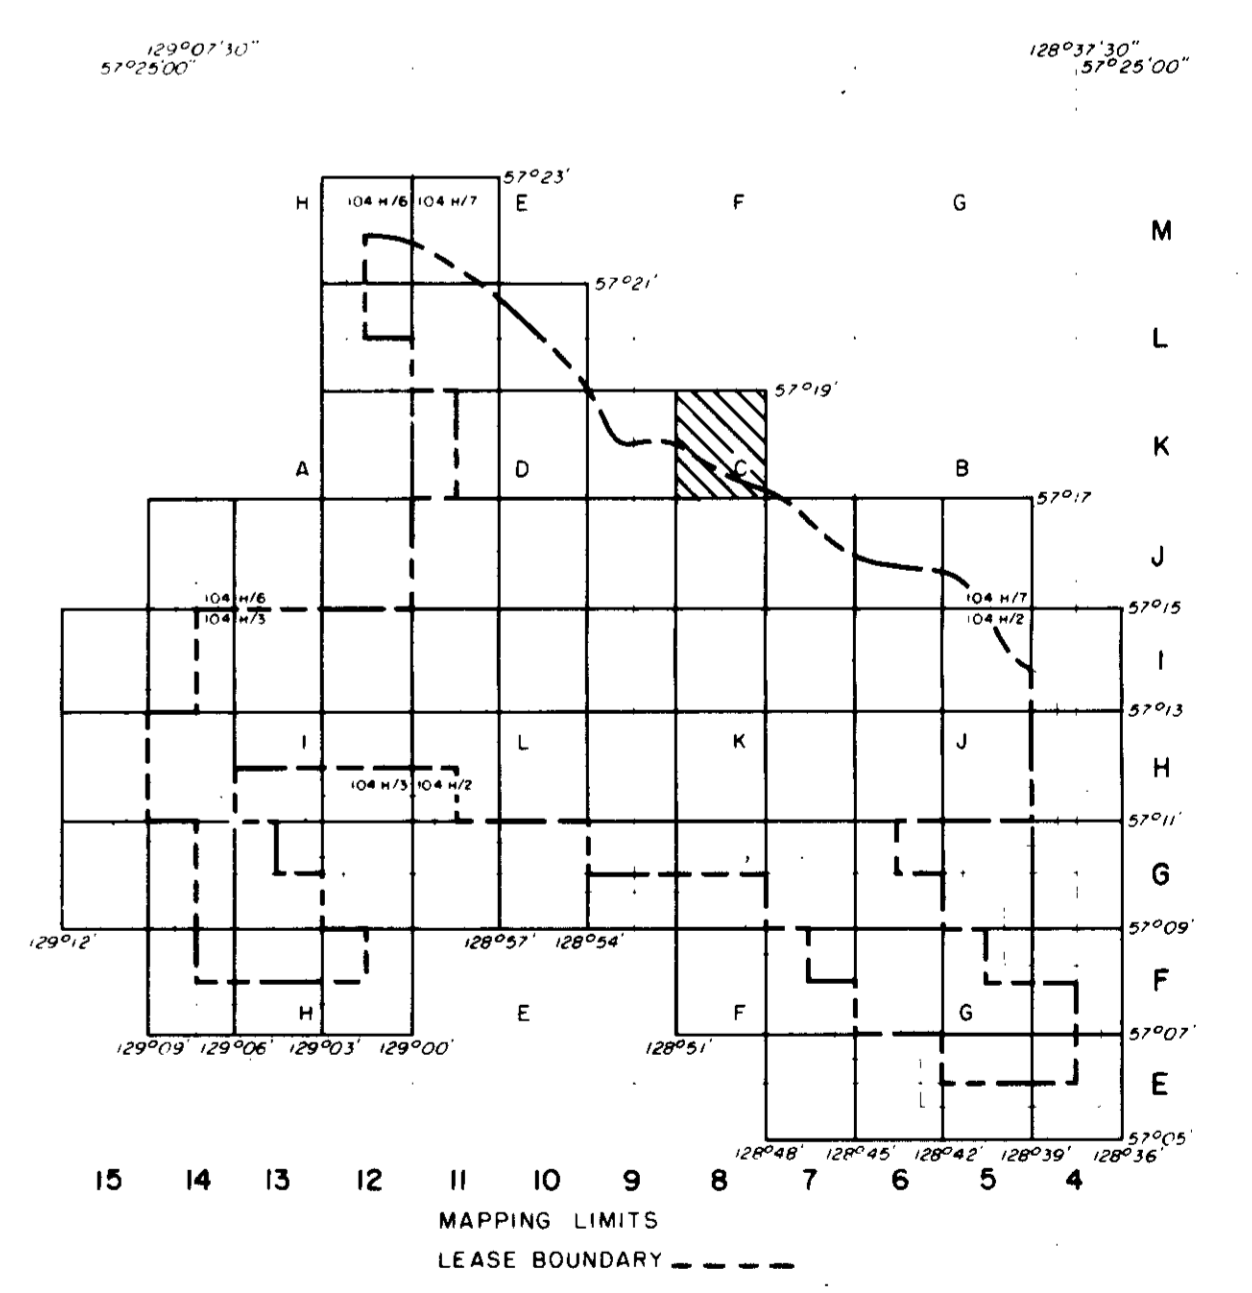 129°07'30" 128°37'30"
57°25'00" 57°25'00"
57°23'
H 104 H/6 104 H/7 E F G
M
57°21'
L
57°19'
K
A D C B
57°17'
J
104 H/6 104 H/7
57°15'
104 H/3 104 H/2
I
57°13'
I L K J
H
104 H/3 104 H/2
57°11'
G
57°09'
129°12' 128°57' 128°54'
F
H E F G
57°07'
129°09' 129°06' 129°03' 129°00' 128°51'
E
57°05'
128°48' 128°45' 128°42' 128°39' 128°36'
15 14 13 12 11 10 9 8 7 6 5 4
MAPPING LIMITS
LEASE BOUNDARY